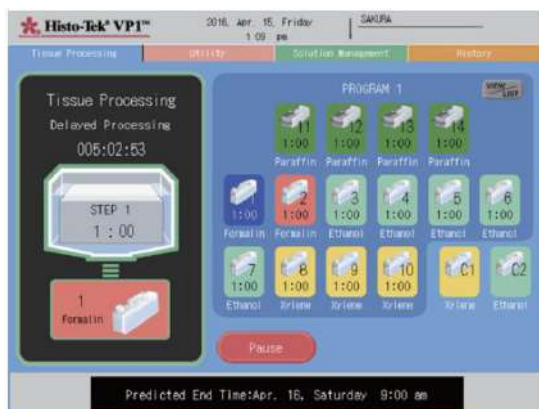 Histo-Tek® VP1™
2016, Apr. 15, Friday
1:09 pm
SAKURA
Tissue Processing
Utility
Solution Management
History
Tissue Processing
Delayed Processing
005:02:53
STEP 1
1:00
1
Formalin
PROGRAM 1
VIEW LIST
11 12 13 14
1:00 1:00 1:00 1:00
Paraffin Paraffin Paraffin Paraffin
1 2 3 4 5 6
1:00 1:00 1:00 1:00 1:00 1:00
Formalin Formalin Ethanol Ethanol Ethanol Ethanol
7 8 9 10 C1 C2
1:00 1:00 1:00 1:00
Ethanol Xylene Xylene Xylene Xylene Ethanol
Pause
Predicted End Time:Apr. 16, Saturday 9:00 am